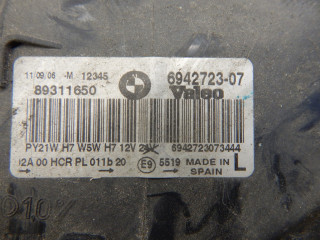 11.09.06 -M 12345 6942723-07
89311650 Valeo
PY21W H7 W5W H7 12V 6942723073444
I2A 00 HCR PL 011b 20 E9 5519 MADE IN SPAIN L